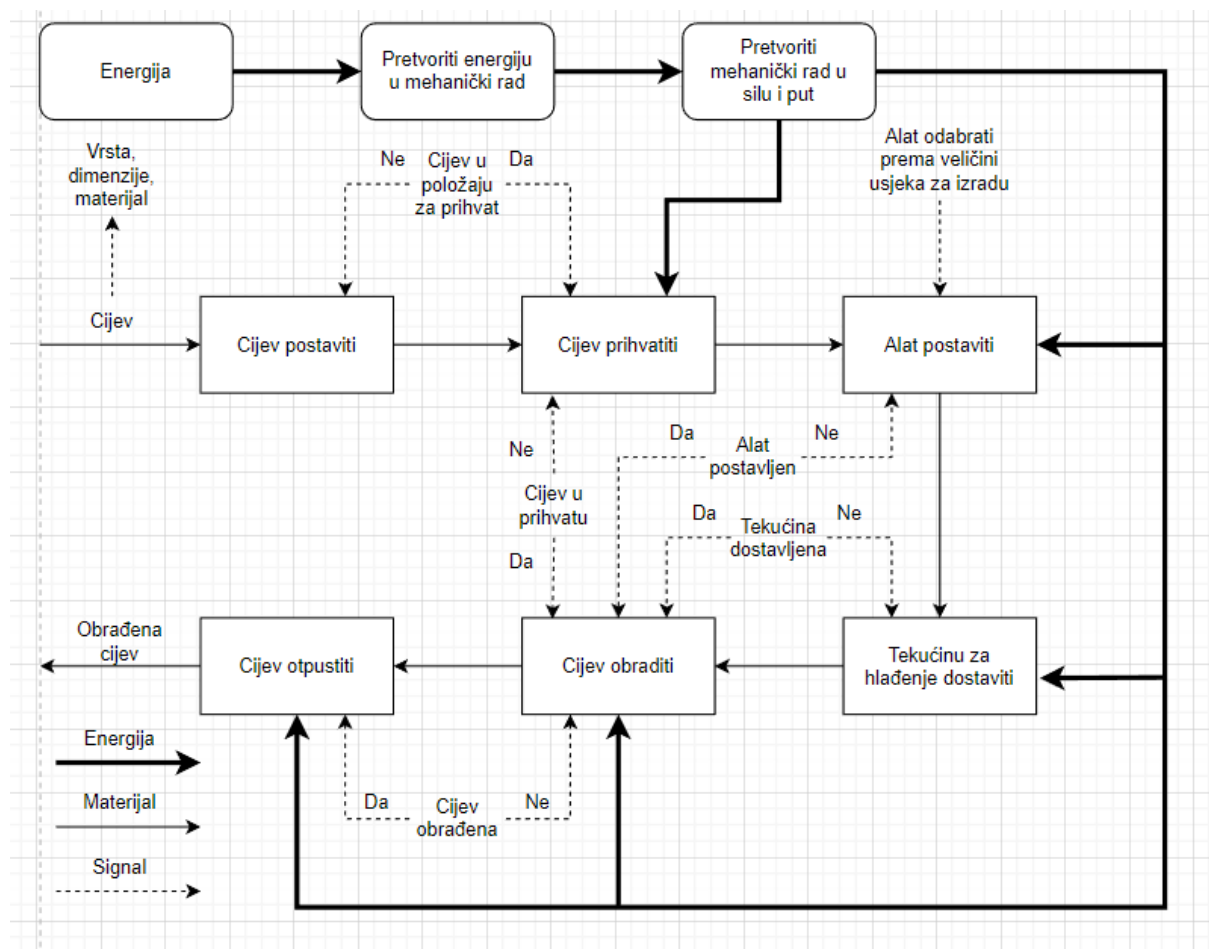 Energija
Pretvoriti energiju
u mehanički rad
Pretvoriti
mehanički rad u
silu i put
Vrsta,
dimenzije,
materijal
Ne
Cijev u
položaju
za prihvat
Da
Alat odabrati
prema veličini
usjeka za izradu
Cijev
Cijev postaviti
Cijev prihvatiti
Alat postaviti
Ne
Cijev u
prihvatu
Da
Da
Alat
postavljen
Ne
Da
Tekućina
dostavljena
Ne
Obrađena
cijev
Cijev otpustiti
Cijev obraditi
Tekućinu za
hlađenje dostaviti
Energija
Materijal
Signal
Da
Cijev
obrađena
Ne